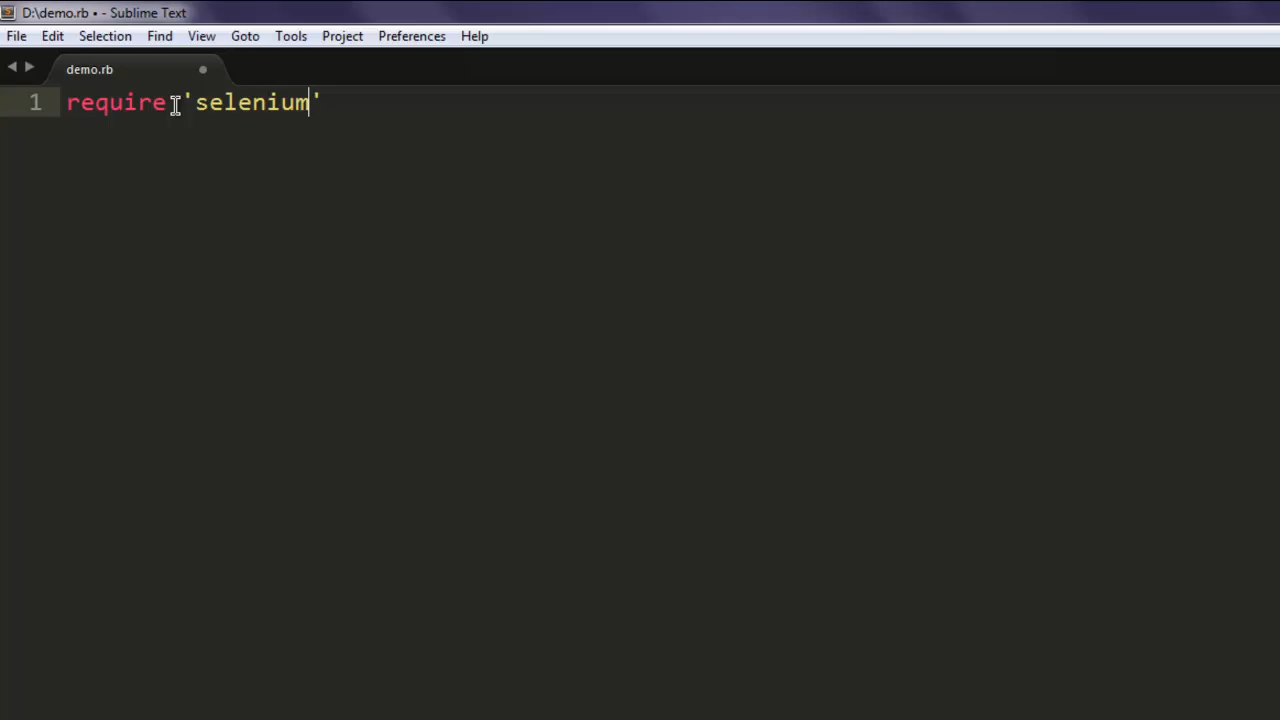 D:\demo.rb • - Sublime Text
File Edit Selection Find View Goto Tools Project Preferences Help
demo.rb
1 require 'selenium'